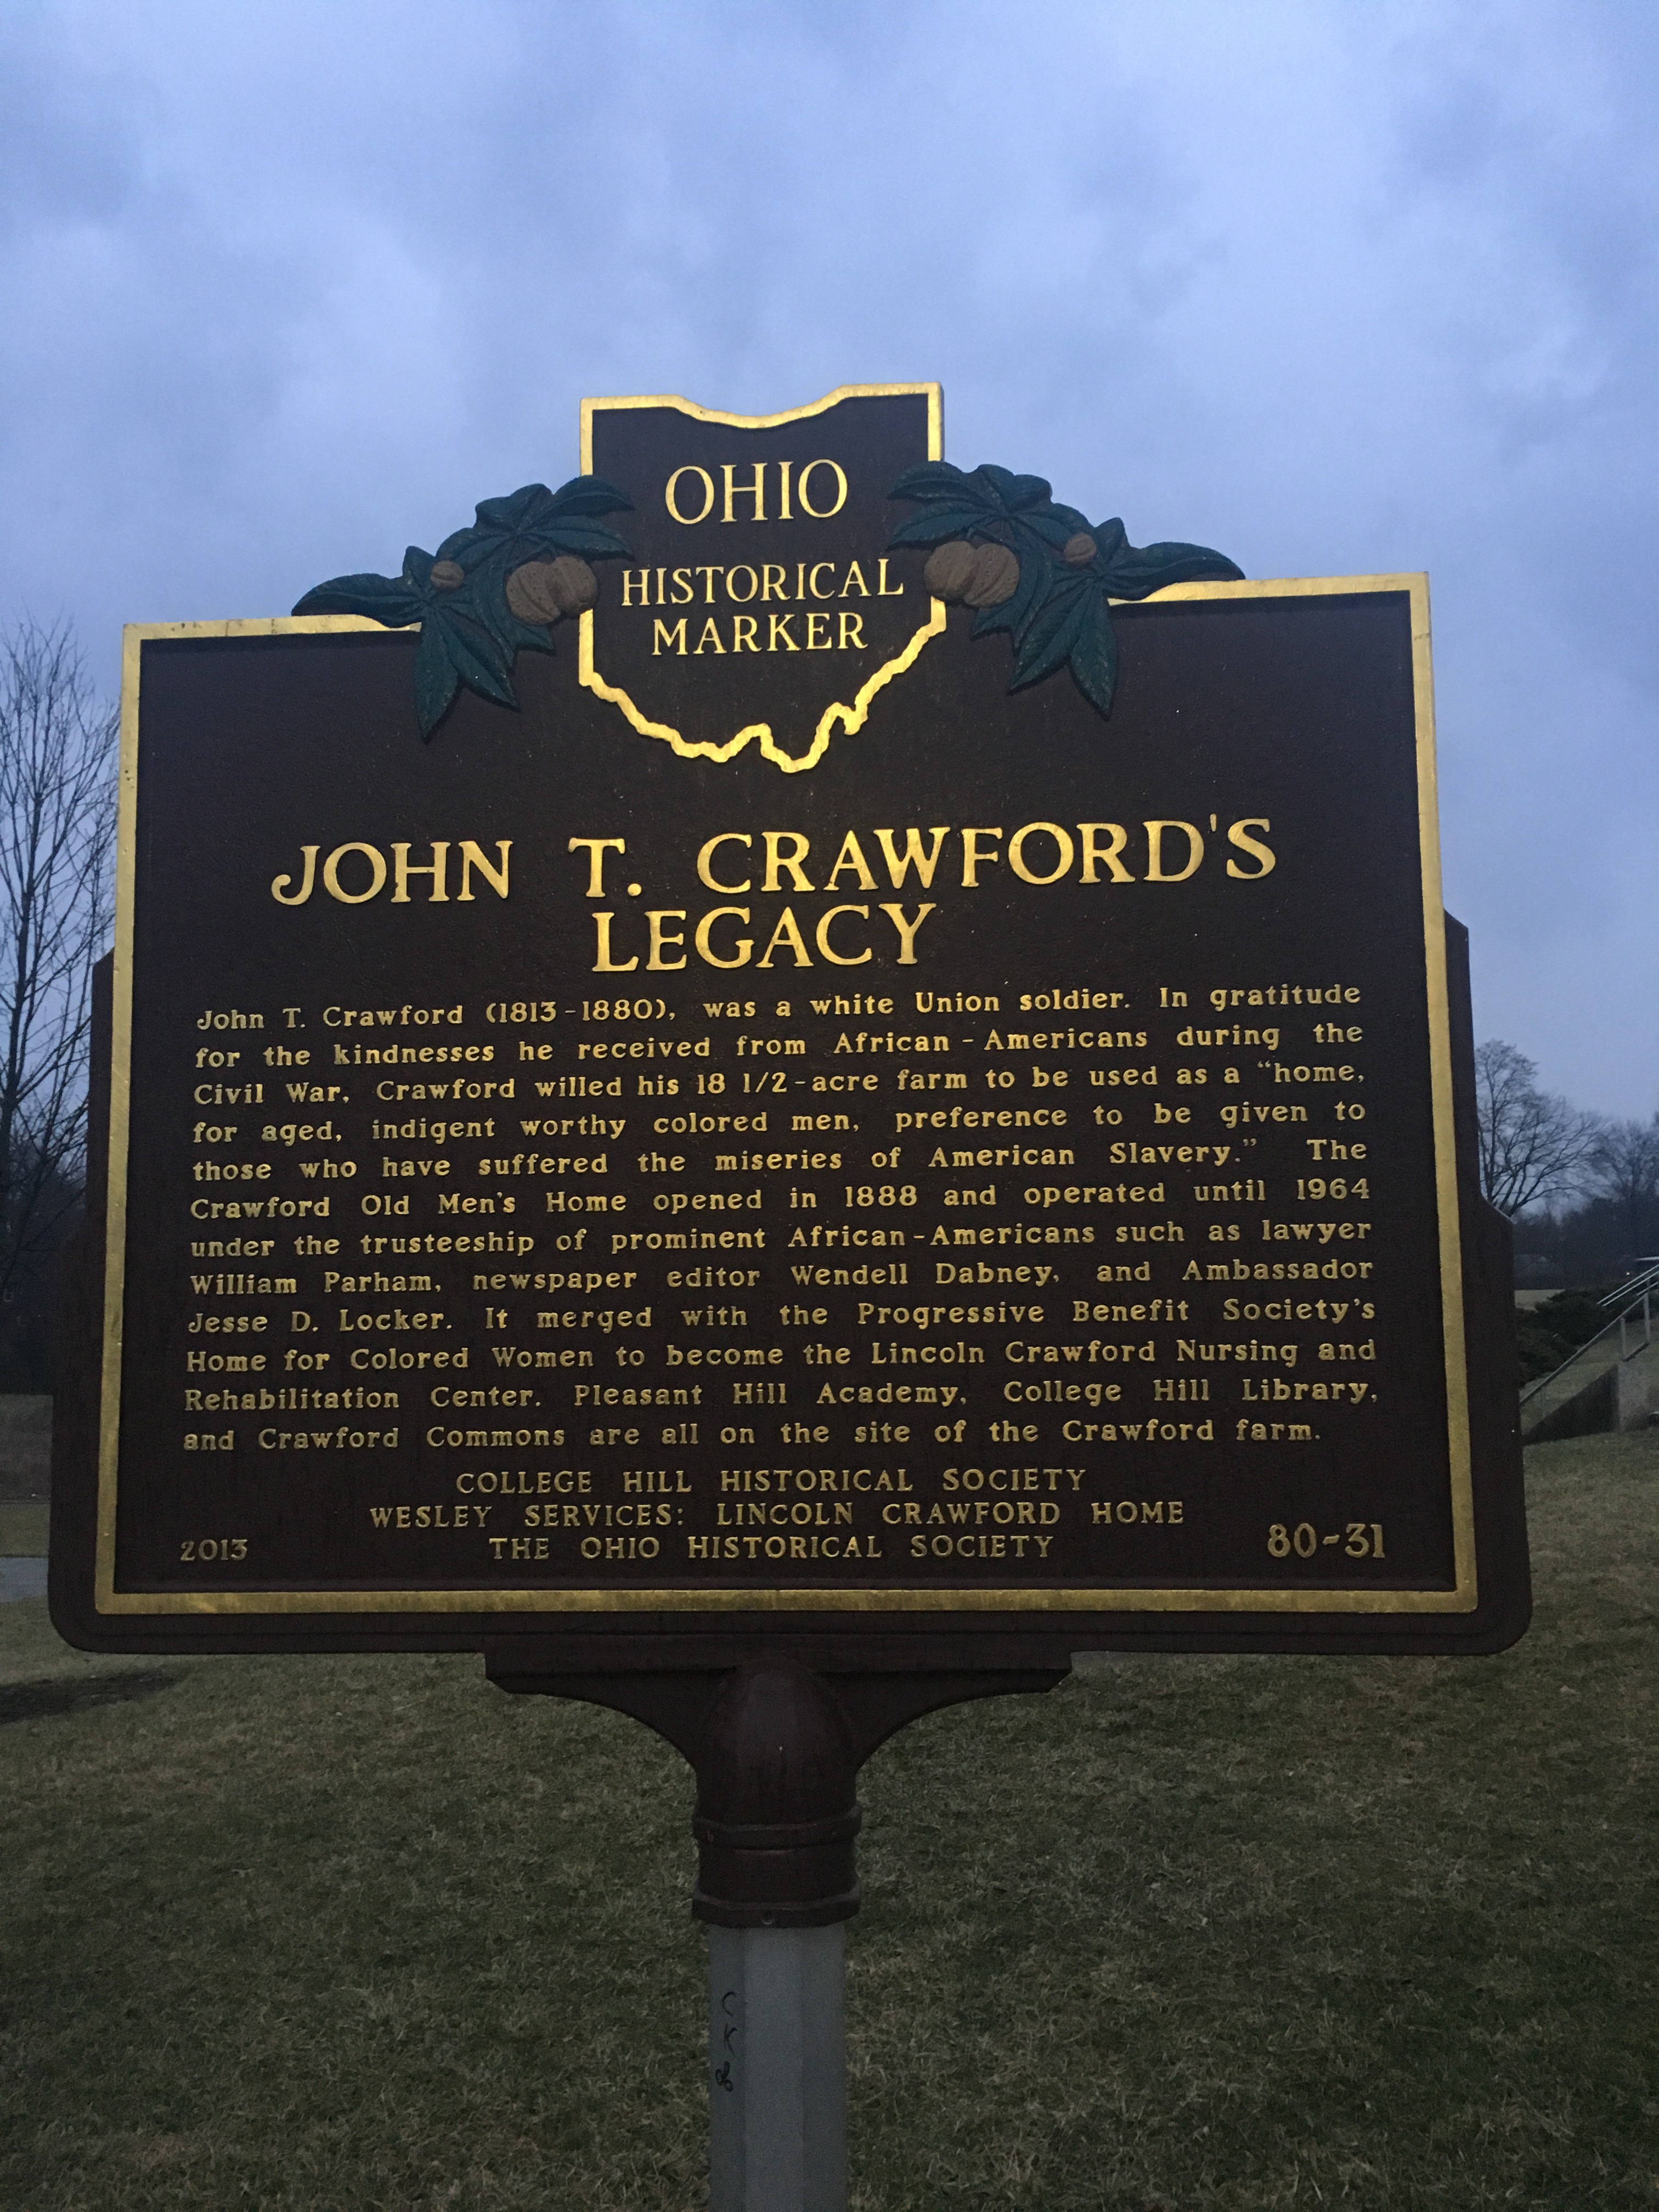 OHIO
HISTORICAL
MARKER
JOHN T. CRAWFORD'S
LEGACY
John T. Crawford (1813-1880), was a white Union soldier. In gratitude
for the kindnesses he received from African-Americans during the
Civil War, Crawford willed his 18 1/2-acre farm to be used as a “home,
for aged, indigent worthy colored men, preference to be given to
those who have suffered the miseries of American Slavery.” The
Crawford Old Men's Home opened in 1888 and operated until 1964
under the trusteeship of prominent African-Americans such as lawyer
William Parham, newspaper editor Wendell Dabney, and Ambassador
Jesse D. Locker. It merged with the Progressive Benefit Society's
Home for Colored Women to become the Lincoln Crawford Nursing and
Rehabilitation Center. Pleasant Hill Academy, College Hill Library,
and Crawford Commons are all on the site of the Crawford farm.
COLLEGE HILL HISTORICAL SOCIETY
WESLEY SERVICES: LINCOLN CRAWFORD HOME
2013 THE OHIO HISTORICAL SOCIETY 80-31